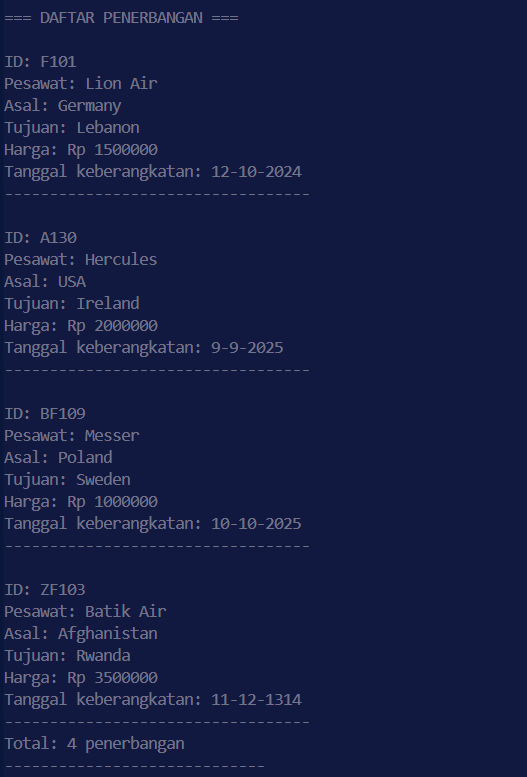 === DAFTAR PENERBANGAN ===
ID: F101
Pesawat: Lion Air
Asal: Germany
Tujuan: Lebanon
Harga: Rp 1500000
Tanggal keberangkatan: 12-10-2024
----------------------------------
ID: A130
Pesawat: Hercules
Asal: USA
Tujuan: Ireland
Harga: Rp 2000000
Tanggal keberangkatan: 9-9-2025
----------------------------------
ID: BF109
Pesawat: Messer
Asal: Poland
Tujuan: Sweden
Harga: Rp 1000000
Tanggal keberangkatan: 10-10-2025
----------------------------------
ID: ZF103
Pesawat: Batik Air
Asal: Afghanistan
Tujuan: Rwanda
Harga: Rp 3500000
Tanggal keberangkatan: 11-12-1314
----------------------------------
Total: 4 penerbangan
-----------------------------